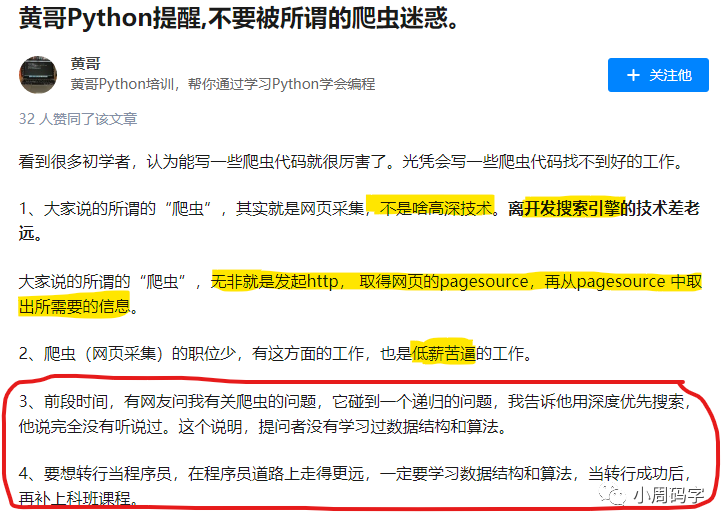 黄哥Python提醒,不要被所谓的爬虫迷惑。
黄哥
黄哥Python培训，帮你通过学习Python学会编程
+ 关注他
32 人赞同了该文章
看到很多初学者，认为能写一些爬虫代码就很厉害了。光凭会写一些爬虫代码找不到好的工作。
1、大家说的所谓的“爬虫”，其实就是网页采集，不是啥高深技术。离开发搜索引擎的技术差老
远。
大家说的所谓的“爬虫”，无非就是发起http， 取得网页的pagesource，再从pagesource 中取
出所需要的信息。
2、爬虫（网页采集）的职位少，有这方面的工作，也是低薪苦逼的工作。
3、前段时间，有网友问我有关爬虫的问题，它碰到一个递归的问题，我告诉他用深度优先搜索，
他说完全没有听说过。这个说明，提问者没有学习过数据结构和算法。
4、要想转行当程序员，在程序员道路上走得更远，一定要学习数据结构和算法，当转行成功后，
再补上科班课程。
小周码字